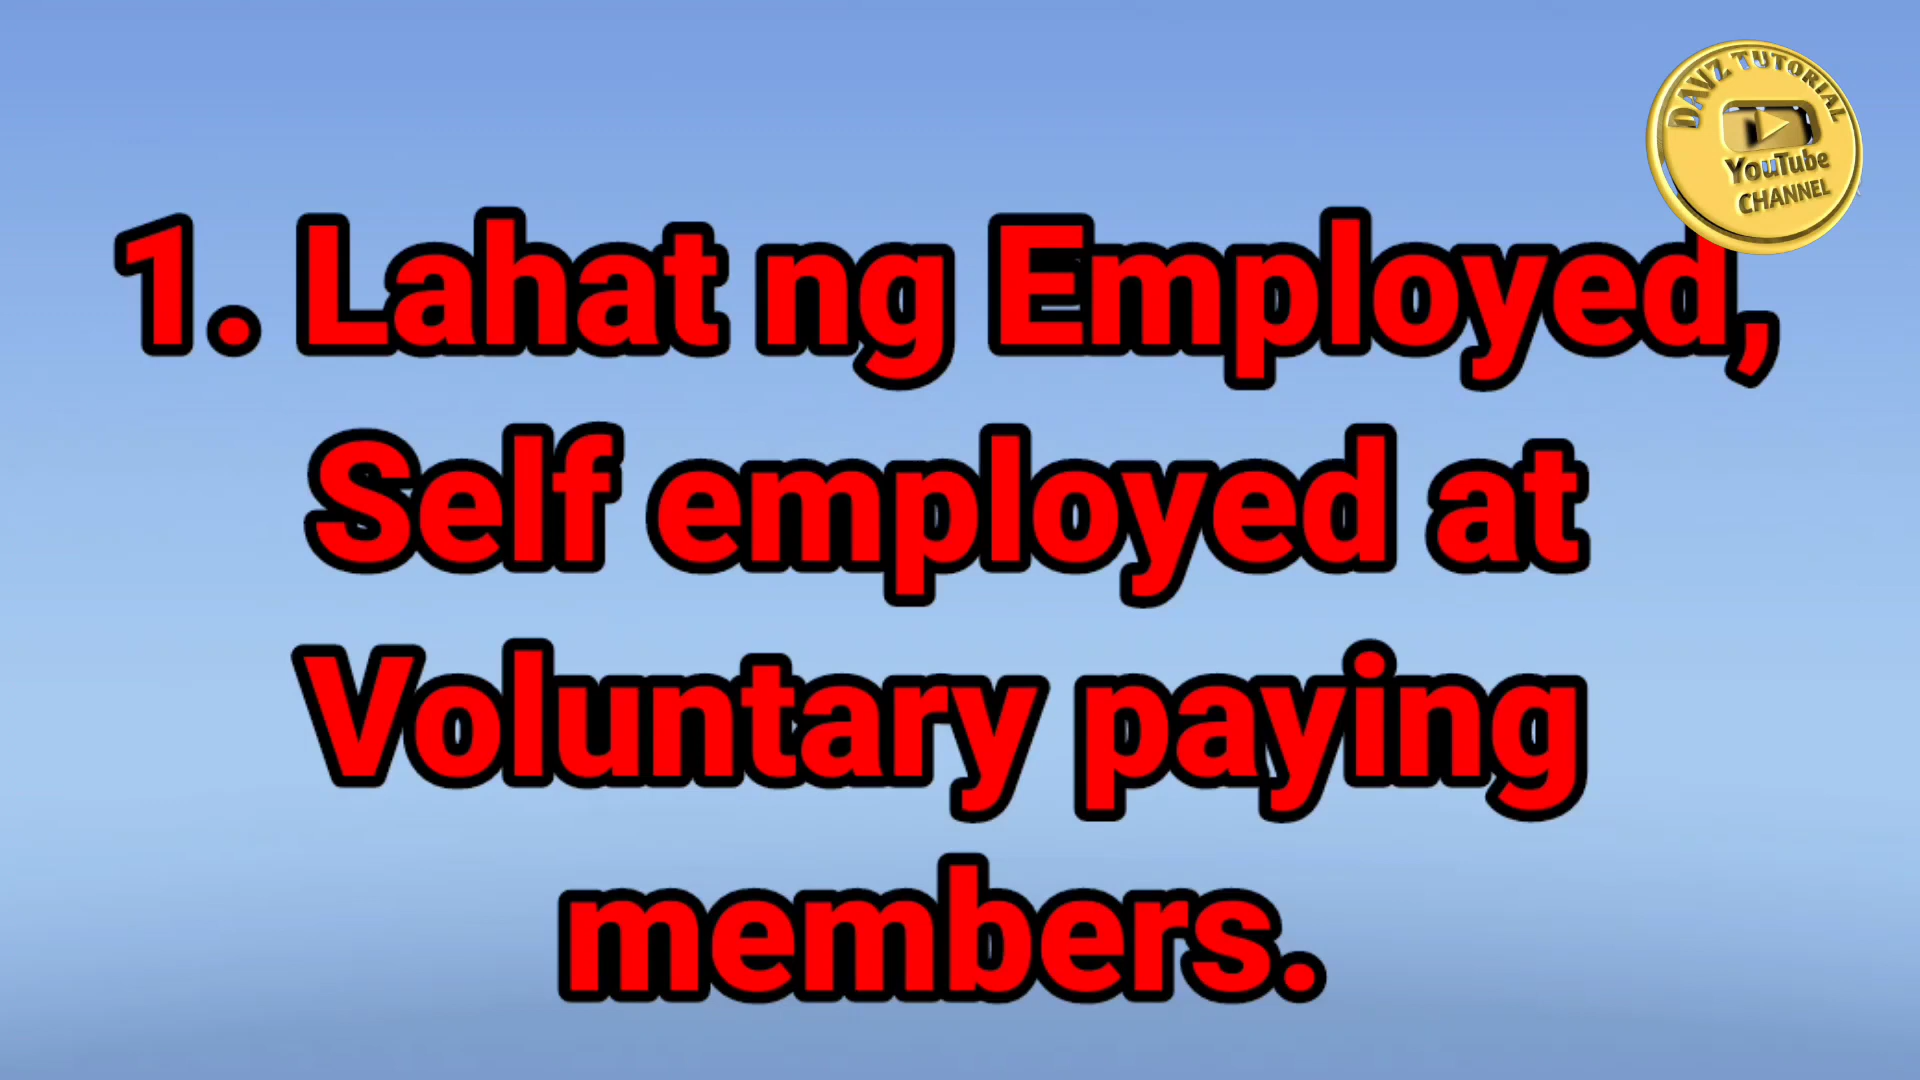 DAVZ TUTORIAL
YouTube
CHANNEL
1. Lahat ng Employed,
Self employed at
Voluntary paying
members.